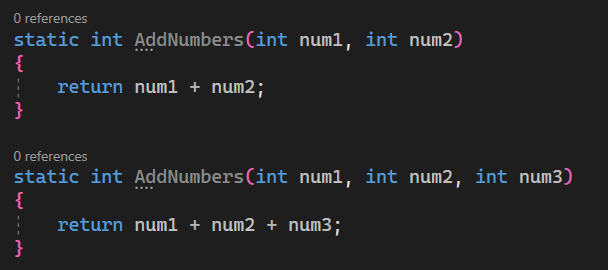 0 references
static int AddNumbers(int num1, int num2)
{
    return num1 + num2;
}
0 references
static int AddNumbers(int num1, int num2, int num3)
{
    return num1 + num2 + num3;
}